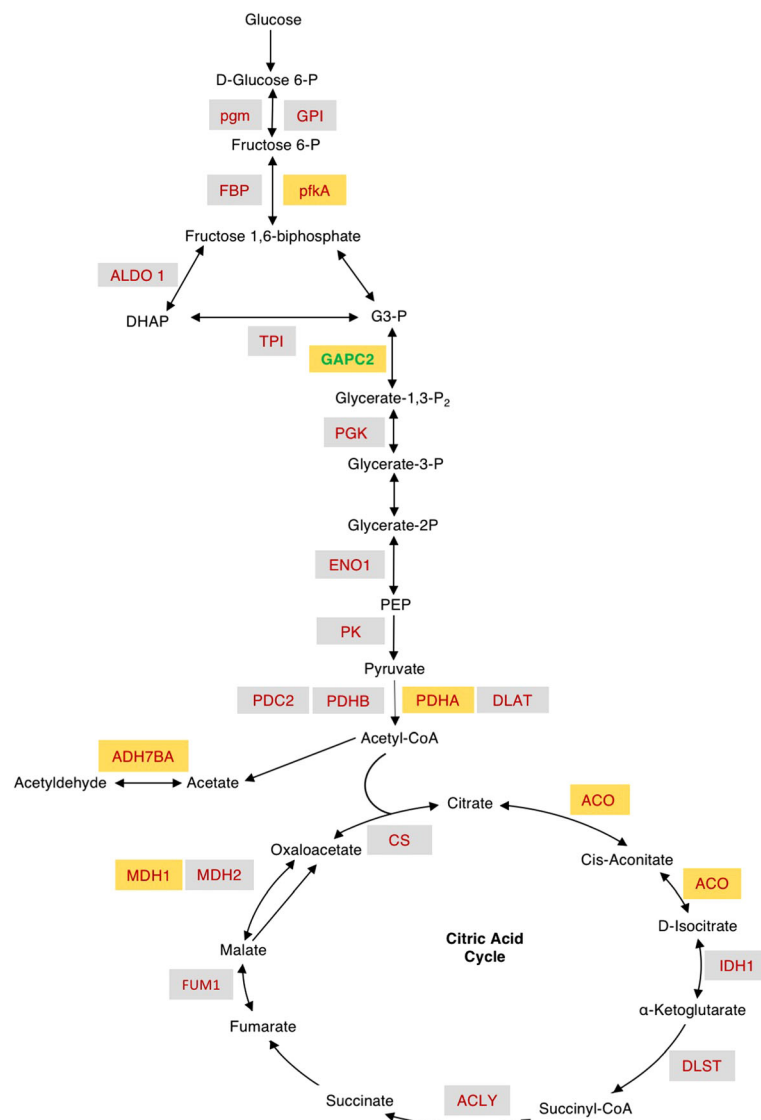 Glucose
D-Glucose 6-P
pgm GPI
Fructose 6-P
FBP pfkA
Fructose 1,6-biphosphate
ALDO 1
DHAP G3-P
TPI
GAPC2
Glycerate-1,3-P₂
PGK
Glycerate-3-P
Glycerate-2P
ENO1
PEP
PK
Pyruvate
PDC2 PDHB PDHA DLAT
Acetyl-CoA
ADH7BA
Acetyldehyde Acetate
Citrate ACO
CS
Oxaloacetate
Cis-Aconitate
MDH1 MDH2 ACO
D-Isocitrate
Citric Acid
Cycle
Malate
IDH1
FUM1
α-Ketoglutarate
Fumarate
DLST
Succinate ACLY Succinyl-CoA